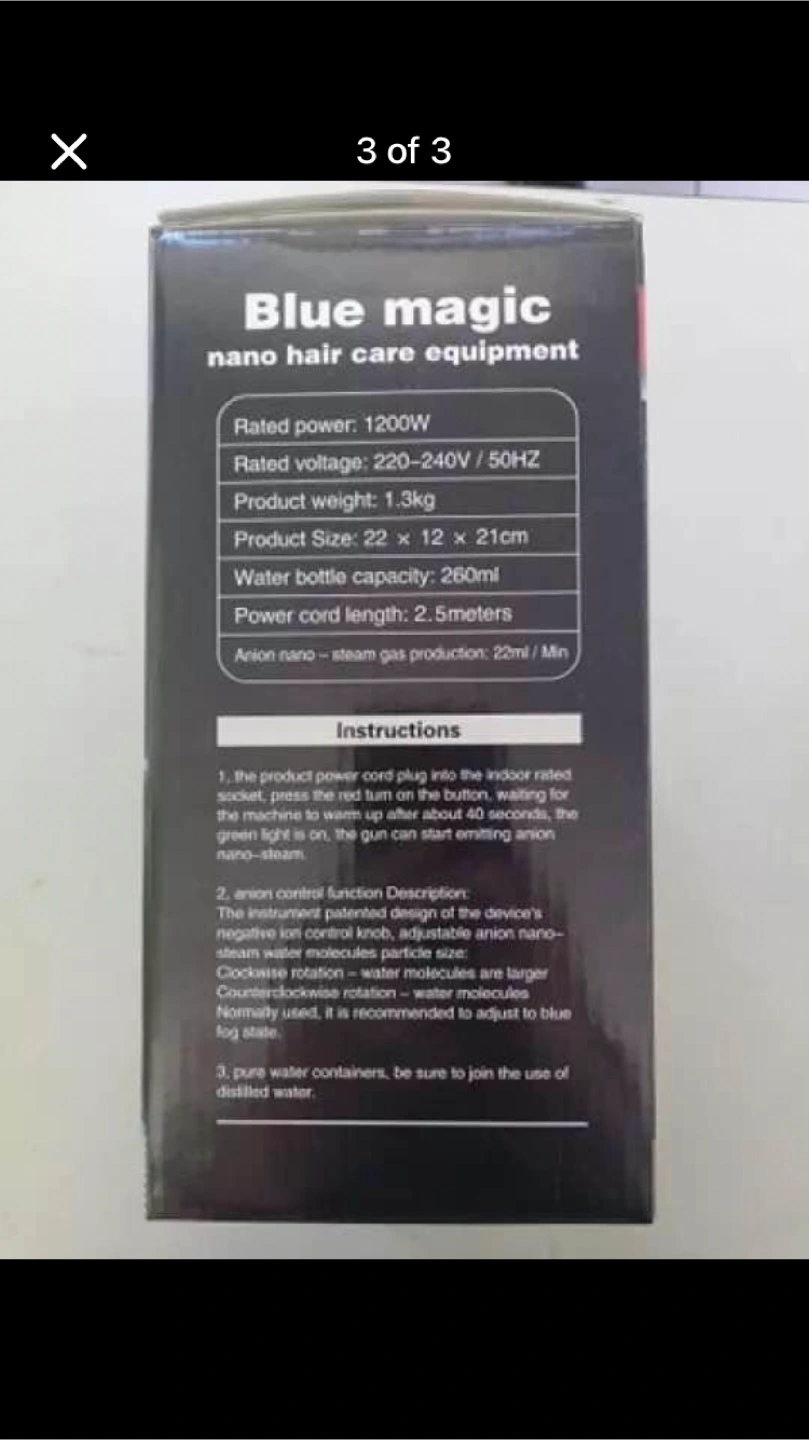 3 of 3
Blue magic
nano hair care equipment
Rated power: 1200W
Rated voltage: 220-240V / 50HZ
Product weight: 1.3kg
Product Size: 22 × 12 × 21cm
Water bottle capacity: 260ml
Power cord length: 2.5meters
Anion nano – steam gas production: 22ml / Min
Instructions
1, the product power cord plug into the indoor rated
socket, press the red turn on the button, waiting for
the machine to warm up after about 40 seconds, the
green light is on, the gun can start emitting anion
nano-steam.
2, anion control function Description:
The instrument patented design of the device's
negative ion control knob, adjustable anion nano-
steam water molecules particle size:
Clockwise rotation – water molecules are larger
Counterclockwise rotation – water molecules
Normally used, it is recommended to adjust to blue
fog state.
3, pure water containers, be sure to join the use of
distilled water.